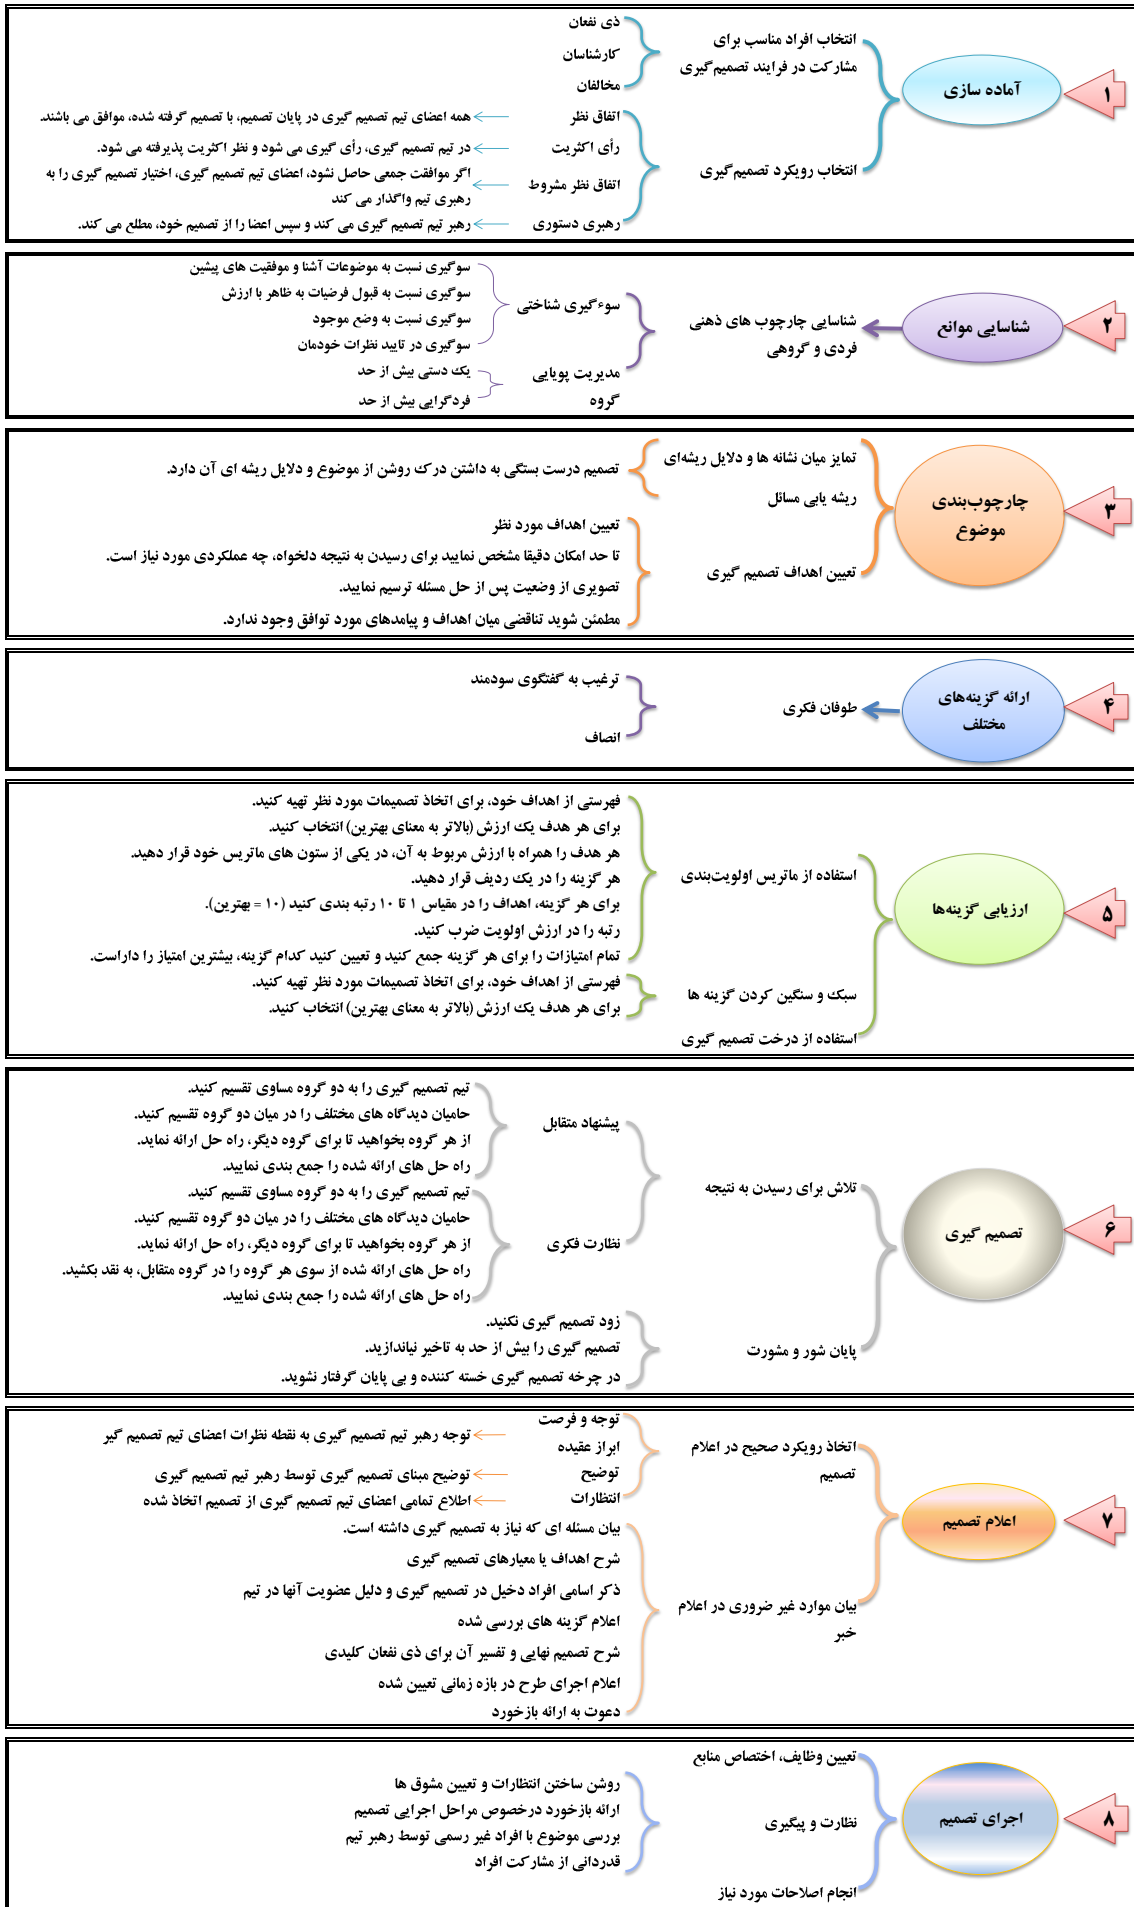 ۱
آماده سازی
انتخاب افراد مناسب برای
مشارکت در فرایند تصمیم‌گیری
ذی نفعان
کارشناسان
مخالفان
انتخاب رویکرد تصمیم‌گیری
اتفاق نظر
همه اعضای تیم تصمیم گیری در پایان تصمیم، با تصمیم گرفته شده، موافق می باشند.
رأی اکثریت
در تیم تصمیم گیری، رأی گیری می شود و نظر اکثریت پذیرفته می شود.
اتفاق نظر مشروط
اگر موافقت جمعی حاصل نشود، اعضای تیم تصمیم گیری، اختیار تصمیم گیری را به
رهبری تیم واگذار می کند
رهبری دستوری
رهبر تیم تصمیم گیری می کند و سپس اعضا را از تصمیم خود، مطلع می کند.
۲
شناسایی موانع
شناسایی چارچوب های ذهنی
فردی و گروهی
سوءگیری شناختی
سوگیری نسبت به موضوعات آشنا و موفقیت های پیشین
سوگیری نسبت به قبول فرضیات به ظاهر با ارزش
سوگیری نسبت به وضع موجود
سوگیری در تایید نظرات خودمان
مدیریت پویایی
گروه
یک دستی بیش از حد
فردگرایی بیش از حد
۳
چارچوب‌بندی
موضوع
تمایز میان نشانه ها و دلایل ریشه‌ای
ریشه یابی مسائل
تصمیم درست بستگی به داشتن درک روشن از موضوع و دلایل ریشه ای آن دارد.
تعیین اهداف تصمیم گیری
تعیین اهداف مورد نظر
تا حد امکان دقیقا مشخص نمایید برای رسیدن به نتیجه دلخواه، چه عملکردی مورد نیاز است.
تصویری از وضعیت پس از حل مسئله ترسیم نمایید.
مطمئن شوید تناقضی میان اهداف و پیامدهای مورد توافق وجود ندارد.
۴
ارائه گزینه‌های
مختلف
طوفان فکری
ترغیب به گفتگوی سودمند
انصاف
۵
ارزیابی گزینه‌ها
استفاده از ماتریس اولویت‌بندی
فهرستی از اهداف خود، برای اتخاذ تصمیمات مورد نظر تهیه کنید.
برای هر هدف یک ارزش (بالاتر به معنای بهترین) انتخاب کنید.
هر هدف را همراه با ارزش مربوط به آن، در یکی از ستون های ماتریس خود قرار دهید.
هر گزینه را در یک ردیف قرار دهید.
برای هر گزینه، اهداف را در مقیاس ۱ تا ۱۰ رتبه بندی کنید (۱۰ = بهترین).
رتبه را در ارزش اولویت ضرب کنید.
تمام امتیازات را برای هر گزینه جمع کنید و تعیین کنید کدام گزینه، بیشترین امتیاز را داراست.
سبک و سنگین کردن گزینه ها
فهرستی از اهداف خود، برای اتخاذ تصمیمات مورد نظر تهیه کنید.
برای هر هدف یک ارزش (بالاتر به معنای بهترین) انتخاب کنید.
استفاده از درخت تصمیم گیری
۶
تصمیم گیری
تلاش برای رسیدن به نتیجه
پیشنهاد متقابل
تیم تصمیم گیری را به دو گروه مساوی تقسیم کنید.
حامیان دیدگاه های مختلف را در میان دو گروه تقسیم کنید.
از هر گروه بخواهید تا برای گروه دیگر، راه حل ارائه نماید.
راه حل های ارائه شده را جمع بندی نمایید.
نظارت فکری
تیم تصمیم گیری را به دو گروه مساوی تقسیم کنید.
حامیان دیدگاه های مختلف را در میان دو گروه تقسیم کنید.
از هر گروه بخواهید تا برای گروه دیگر، راه حل ارائه نماید.
راه حل های ارائه شده از سوی هر گروه را در گروه متقابل، به نقد بکشید.
راه حل های ارائه شده را جمع بندی نمایید.
پایان شور و مشورت
زود تصمیم گیری نکنید.
تصمیم گیری را بیش از حد به تاخیر نیاندازید.
در چرخه تصمیم گیری خسته کننده و بی پایان گرفتار نشوید.
۷
اعلام تصمیم
اتخاذ رویکرد صحیح در اعلام
تصمیم
توجه و فرصت
ابراز عقیده
توجه رهبر تیم تصمیم گیری به نقطه نظرات اعضای تیم تصمیم گیر
توضیح
توضیح مبنای تصمیم گیری توسط رهبر تیم تصمیم گیری
انتظارات
اطلاع تمامی اعضای تیم تصمیم گیری از تصمیم اتخاذ شده
بیان موارد غیر ضروری در اعلام
خبر
بیان مسئله ای که نیاز به تصمیم گیری داشته است.
شرح اهداف یا معیارهای تصمیم گیری
ذکر اسامی افراد دخیل در تصمیم گیری و دلیل عضویت آنها در تیم
اعلام گزینه های بررسی شده
شرح تصمیم نهایی و تفسیر آن برای ذی نفعان کلیدی
اعلام اجرای طرح در بازه زمانی تعیین شده
دعوت به ارائه بازخورد
۸
اجرای تصمیم
تعیین وظایف، اختصاص منابع
نظارت و پیگیری
روشن ساختن انتظارات و تعیین مشوق ها
ارائه بازخورد درخصوص مراحل اجرایی تصمیم
بررسی موضوع با افراد غیر رسمی توسط رهبر تیم
قدردانی از مشارکت افراد
انجام اصلاحات مورد نیاز